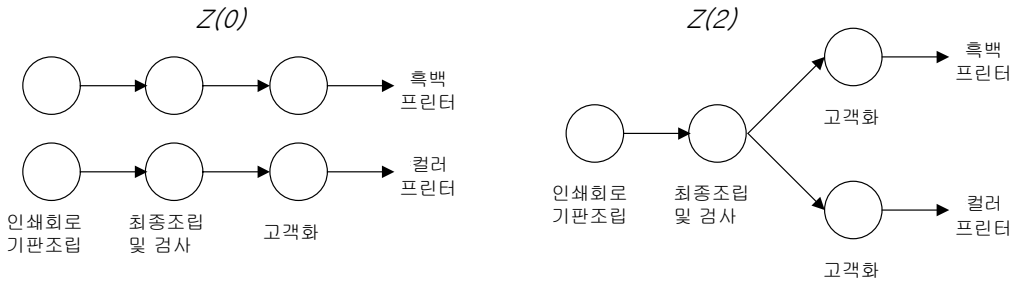 Z(0)
흑백
프린터
컬러
프린터
인쇄회로
기판조립
최종조립
및 검사
고객화
Z(2)
흑백
프린터
고객화
인쇄회로
기판조립
최종조립
및 검사
컬러
프린터
고객화